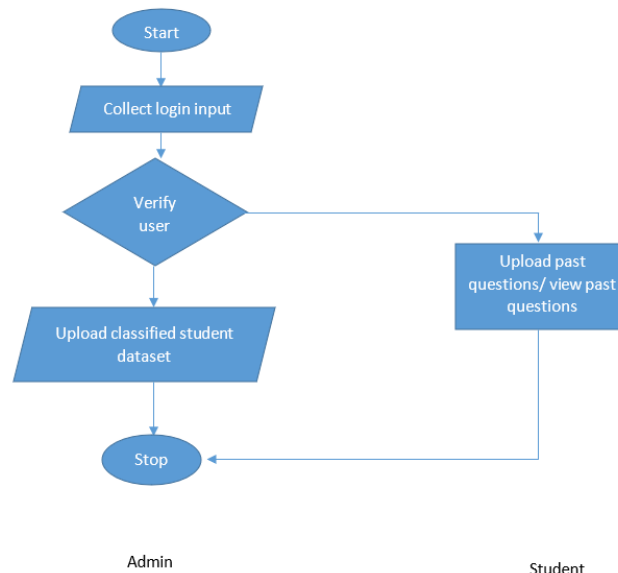 Start
Collect login input
Verify
user
Upload past
questions/ view past
questions
Upload classified student
dataset
Stop
Admin
Student